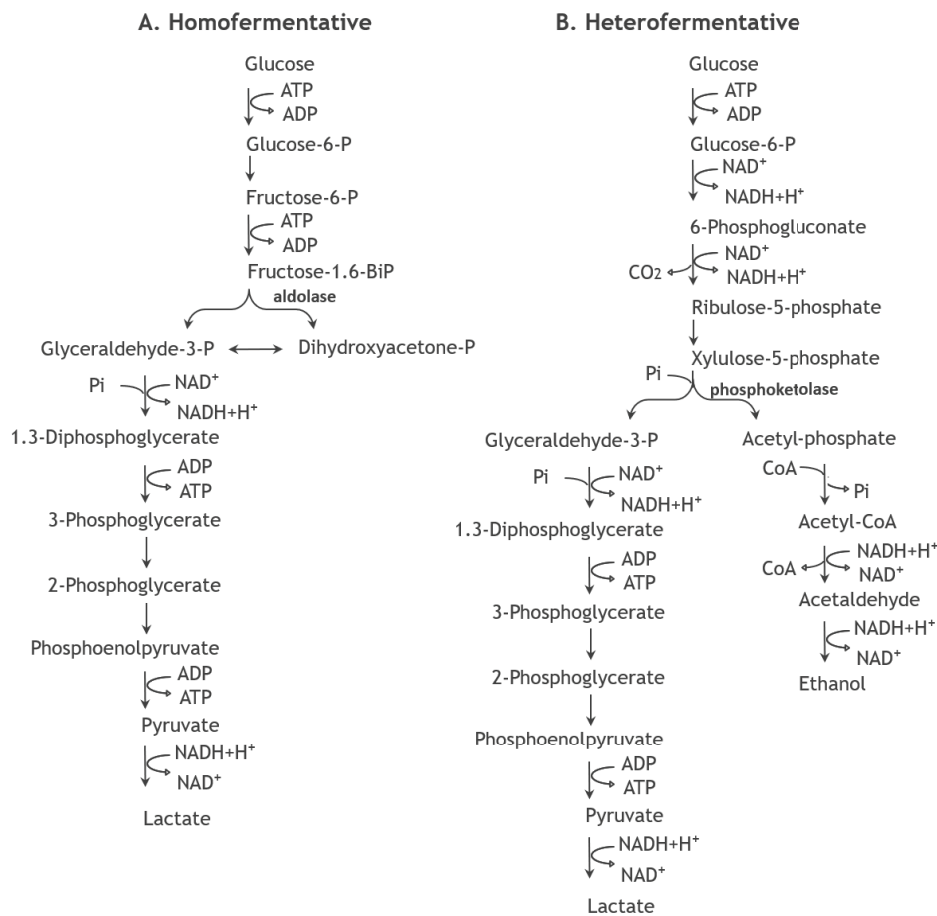 A. Homofermentative
Glucose
ATP
ADP
Glucose-6-P
Fructose-6-P
ATP
ADP
Fructose-1.6-BiP
aldolase
Glyceraldehyde-3-P
Dihydroxyacetone-P
Pi
NAD⁺
NADH+H⁺
1.3-Diphosphoglycerate
ADP
ATP
3-Phosphoglycerate
2-Phosphoglycerate
Phosphoenolpyruvate
ADP
ATP
Pyruvate
NADH+H⁺
NAD⁺
Lactate
B. Heterofermentative
Glucose
ATP
ADP
Glucose-6-P
NAD⁺
NADH+H⁺
6-Phosphogluconate
NAD⁺
CO2
NADH+H⁺
Ribulose-5-phosphate
Xylulose-5-phosphate
Pi
phosphoketolase
Glyceraldehyde-3-P
Pi
NAD⁺
NADH+H⁺
1.3-Diphosphoglycerate
ADP
ATP
3-Phosphoglycerate
2-Phosphoglycerate
Phosphoenolpyruvate
ADP
ATP
Pyruvate
NADH+H⁺
NAD⁺
Lactate
Acetyl-phosphate
CoA
Pi
Acetyl-CoA
NADH+H⁺
CoA
NAD⁺
Acetaldehyde
NADH+H⁺
NAD⁺
Ethanol